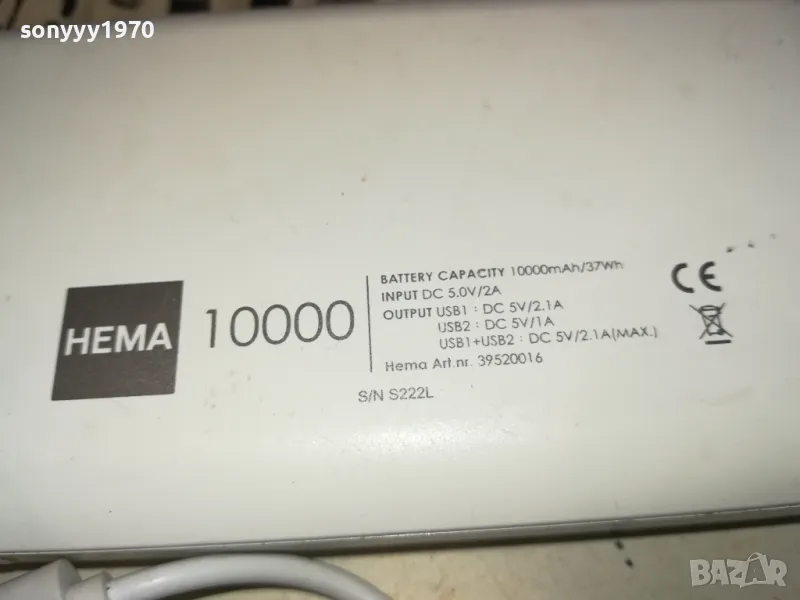 sonyyy1970
HEMA
10000
BATTERY CAPACITY 10000mAh/37Wh
INPUT DC 5.0V/2A
OUTPUT USB1 : DC 5V/2.1A
USB2 : DC 5V/1A
USB1+USB2 : DC 5V/2.1A(MAX.)
Hema Art.nr. 39520016
S/N S222L
CE
BAZAR